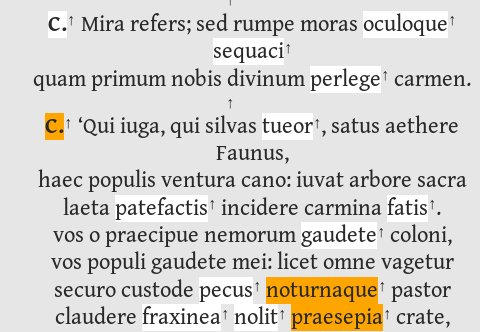 C.↑ Mira refers; sed rumpe moras oculoque↑
sequaci↑
quam primum nobis divinum perlege↑ carmen.
↑
C.↑ ‘Qui iuga, qui silvas tueor↑, satus aethere
Faunus,
haec populis ventura cano: iuvat arbore sacra
laeta patefactis↑ incidere carmina fatis↑.
vos o praecipue nemorum gaudete↑ coloni,
vos populi gaudete mei: licet omne vagetur
securo custode pecus↑ noturnaque↑ pastor
claudere fraxinea↑ nolit↑ praesepia↑ crate,